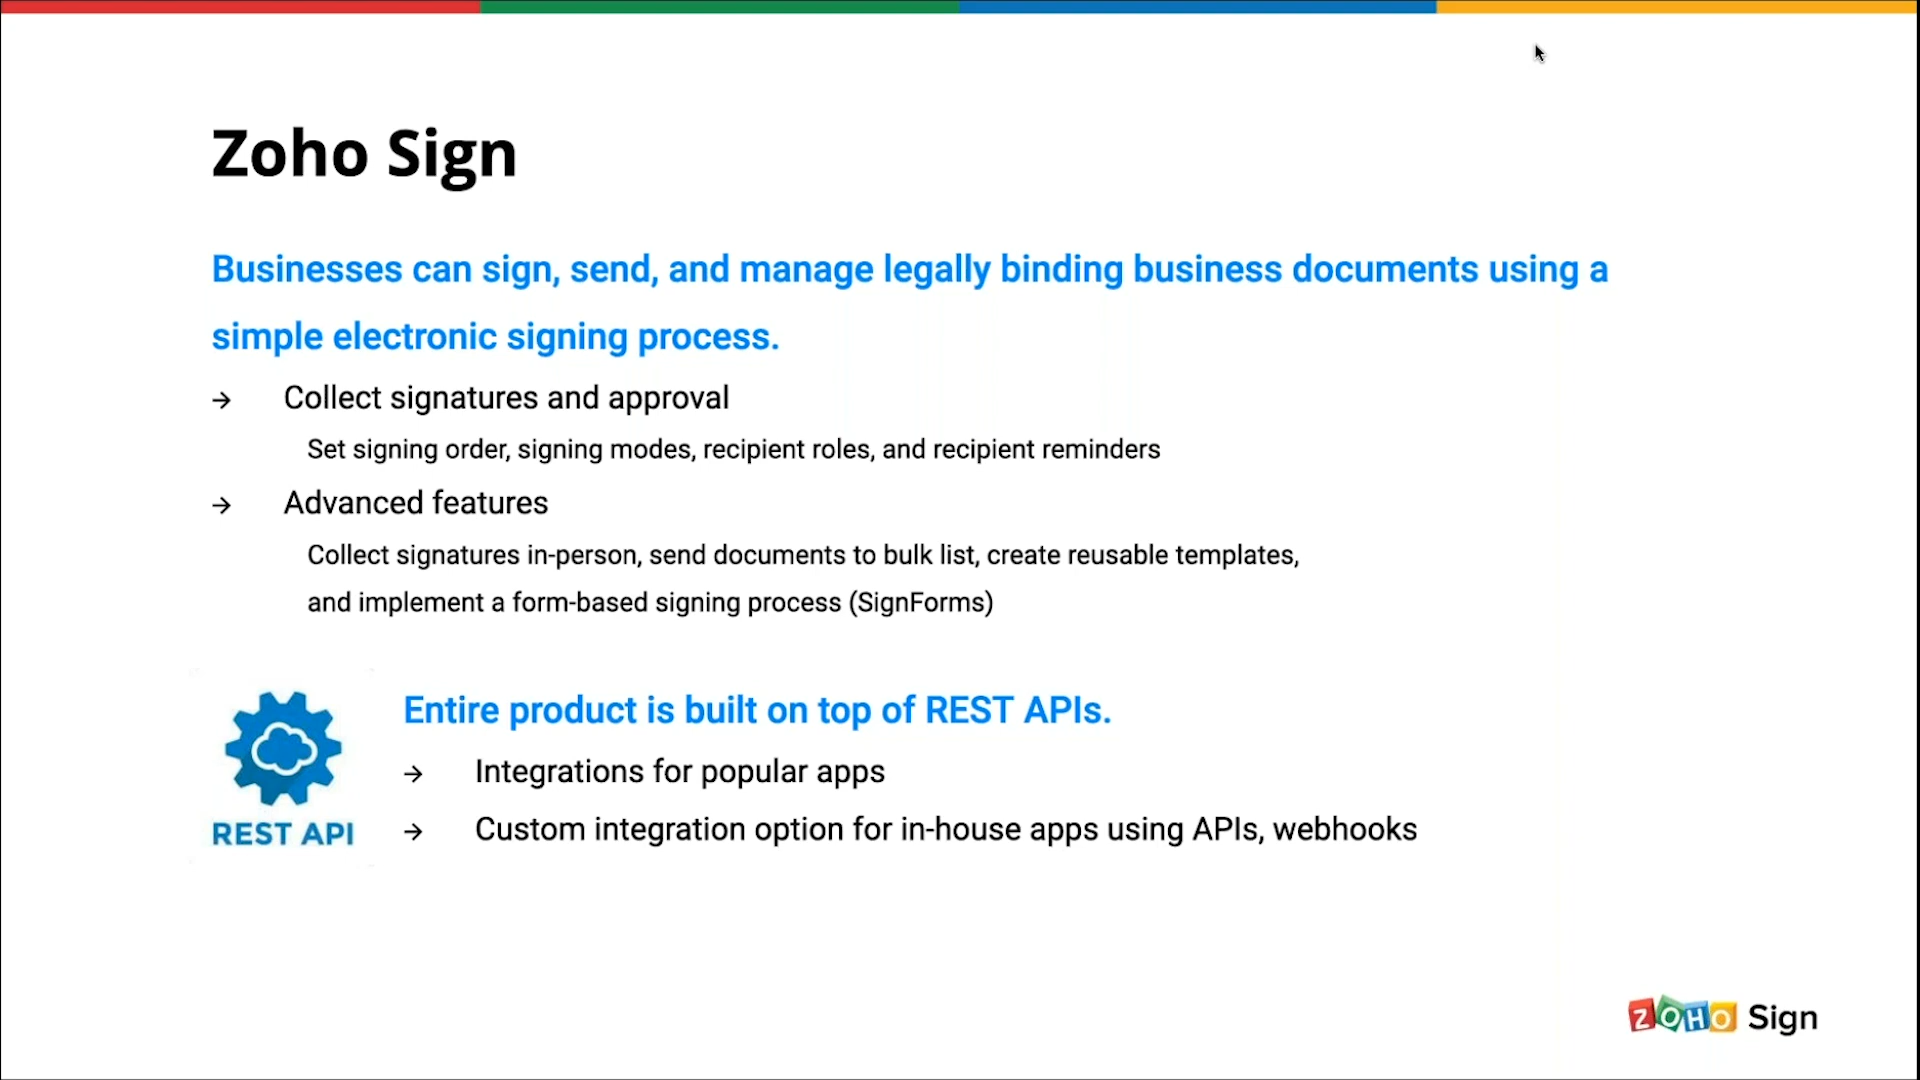 Zoho Sign
Businesses can sign, send, and manage legally binding business documents using a
simple electronic signing process.
→ Collect signatures and approval
Set signing order, signing modes, recipient roles, and recipient reminders
→ Advanced features
Collect signatures in-person, send documents to bulk list, create reusable templates,
and implement a form-based signing process (SignForms)
Entire product is built on top of REST APIs.
→ Integrations for popular apps
→ Custom integration option for in-house apps using APIs, webhooks
REST API
ZOHO Sign